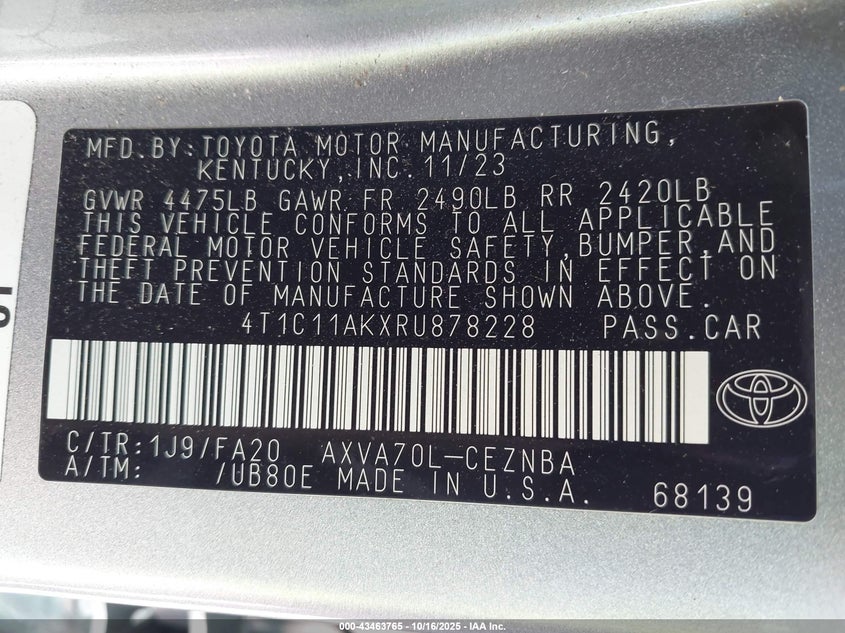 MFD.BY:TOYOTA MOTOR MANUFACTURING,
KENTUCKY,INC.11/23
GVWR 4475LB GAWR FR 2490LB RR 2420LB
THIS VEHICLE CONFORMS TO ALL APPLICABLE
FEDERAL MOTOR VEHICLE SAFETY,BUMPER,AND
THEFT PREVENTION STANDARDS IN EFFECT ON
THE DATE OF MANUFACTURE SHOWN ABOVE.
4T1C11AKXRU878228 PASS.CAR
C/TR:1J9/FA20 AXVA70L-CEZNBA
A/TM: /UB80E MADE IN U.S.A. 68139
000-43463765 - 10/16/2025 - IAA Inc.